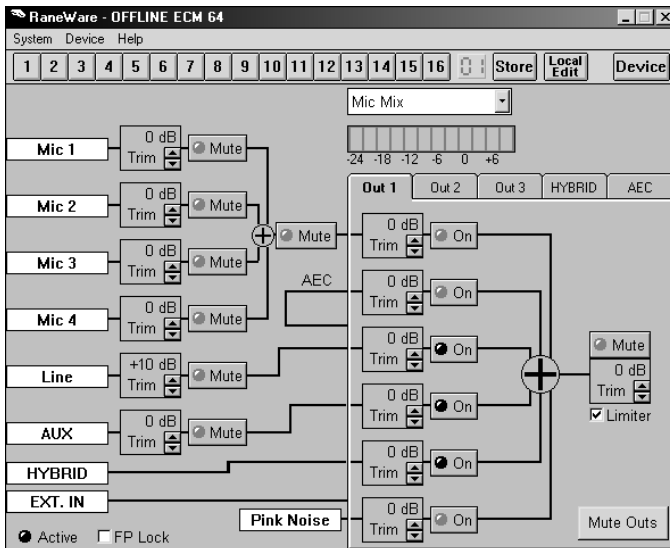 RaneWare - OFFLINE ECM 64
System Device Help
1 2 3 4 5 6 7 8 9 10 11 12 13 14 15 16 01 Store Local Edit Device
Mic Mix
-24 -18 -12 -6 0 +6
Mic 1
0 dB
Trim
Mute
Mic 2
0 dB
Trim
Mute
Mic 3
0 dB
Trim
Mute
Mic 4
0 dB
Trim
Mute
Mute
AEC
Line
+10 dB
Trim
Mute
AUX
0 dB
Trim
Mute
HYBRID
EXT. IN
Pink Noise
Active
FP Lock
Out 1 Out 2 Out 3 HYBRID AEC
0 dB
Trim
On
0 dB
Trim
On
0 dB
Trim
On
0 dB
Trim
On
0 dB
Trim
On
0 dB
Trim
On
Mute
0 dB
Trim
Limiter
Mute Outs